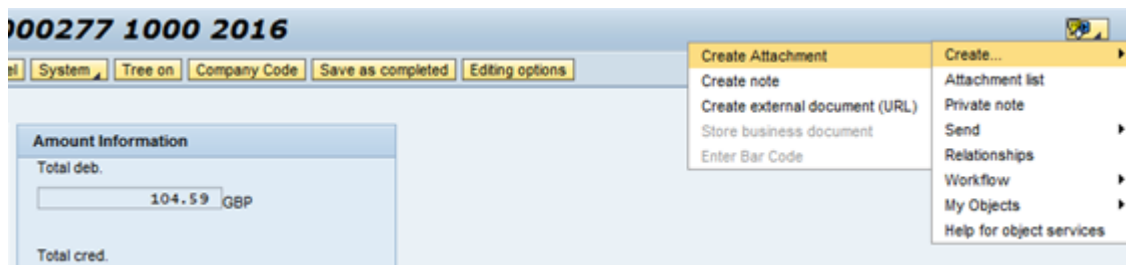 000277 1000 2016
System Tree on Company Code Save as completed Editing options
Amount Information
Total deb.
104.59 GBP
Total cred.
Create Attachment
Create note
Create external document (URL)
Store business document
Enter Bar Code
Create...
Attachment list
Private note
Send
Relationships
Workflow
My Objects
Help for object services